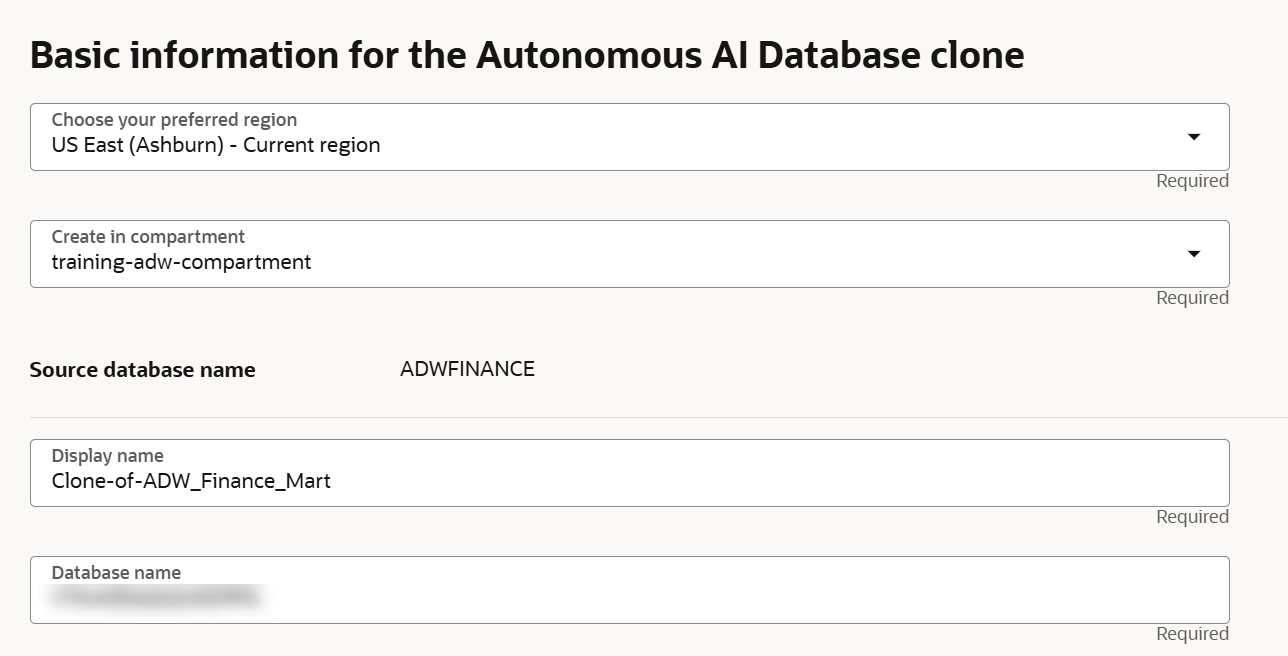 Basic information for the Autonomous AI Database clone
Choose your preferred region
US East (Ashburn) - Current region
Required
Create in compartment
training-adw-compartment
Required
Source database name ADWFINANCE
Display name
Clone-of-ADW_Finance_Mart
Required
Database name
Required